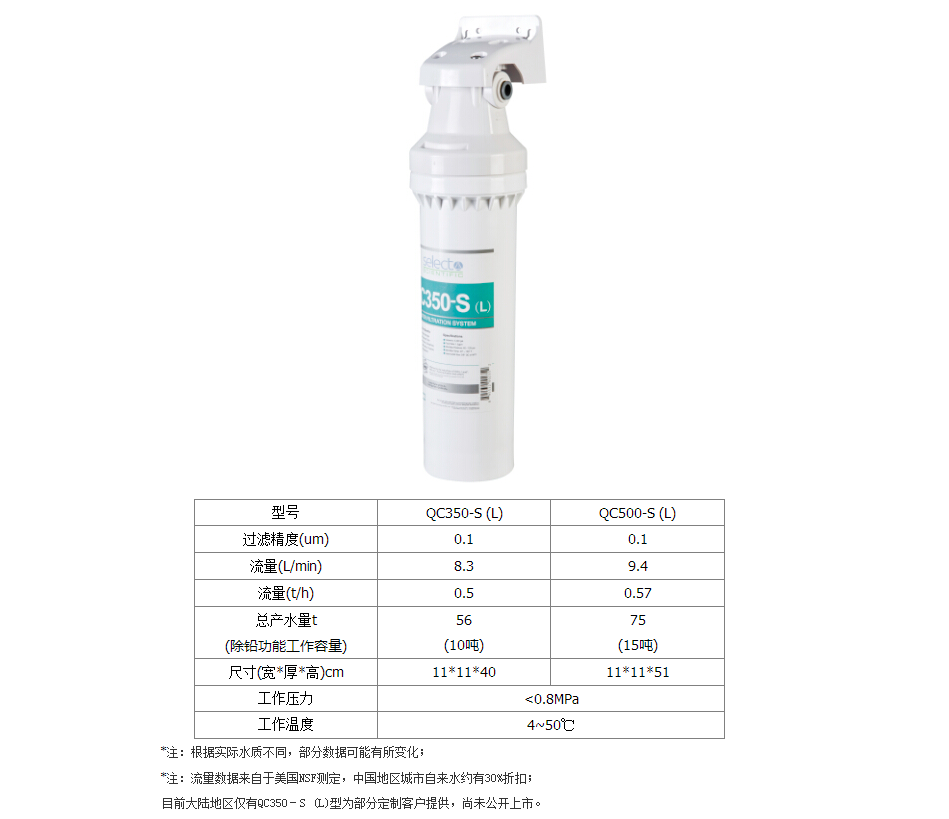 select
C350-S (L)
FILTRATION SYSTEM
型号 QC350-S (L) QC500-S (L)
过滤精度(um) 0.1 0.1
流量(L/min) 8.3 9.4
流量(t/h) 0.5 0.57
总产水量t 56 75
(除铅功能工作容量) (10吨) (15吨)
尺寸(宽*厚*高)cm 11*11*40 11*11*51
工作压力 <0.8MPa
工作温度 4~50℃
*注：根据实际水质不同，部分数据可能有所变化；
*注：流量数据来自于美国NSF测定，中国地区城市自来水约有30%折扣；
目前大陆地区仅有QC350－S (L)型为部分定制客户提供，尚未公开上市。